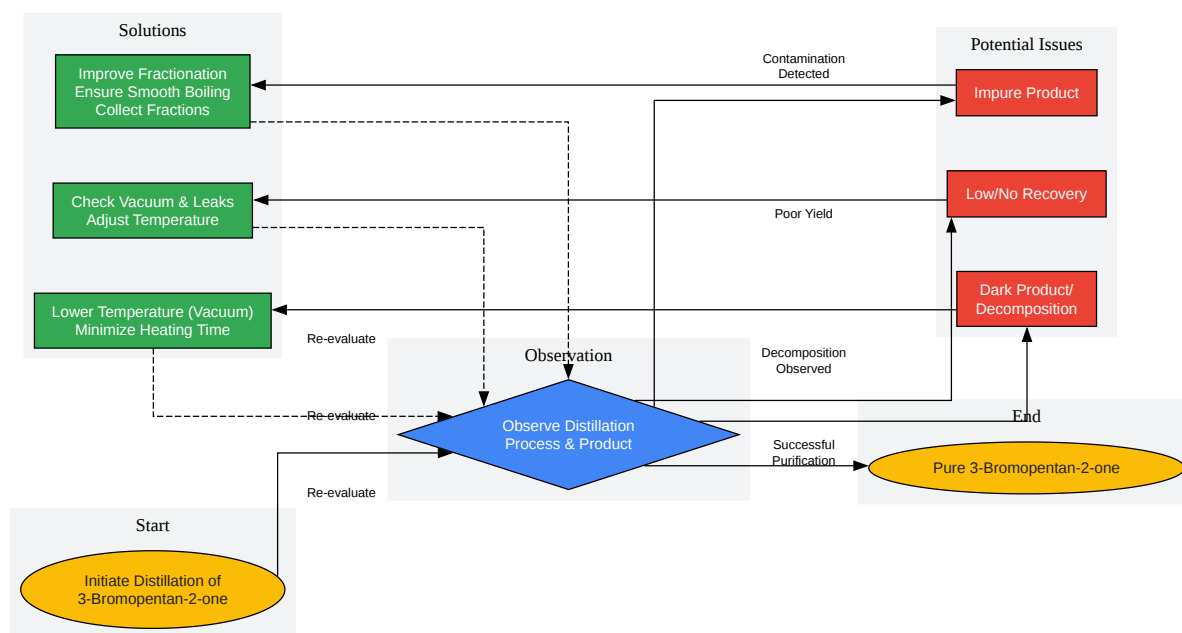 Solutions
Improve Fractionation
Ensure Smooth Boiling
Collect Fractions
Check Vacuum & Leaks
Adjust Temperature
Lower Temperature (Vacuum)
Minimize Heating Time
Contamination
Detected
Poor Yield
Potential Issues
Impure Product
Low/No Recovery
Dark Product/
Decomposition
Re-evaluate
Re-evaluate
Re-evaluate
Observation
Observe Distillation
Process & Product
Decomposition
Observed
Successful
Purification
End
Pure 3-Bromopentan-2-one
Start
Initiate Distillation of
3-Bromopentan-2-one